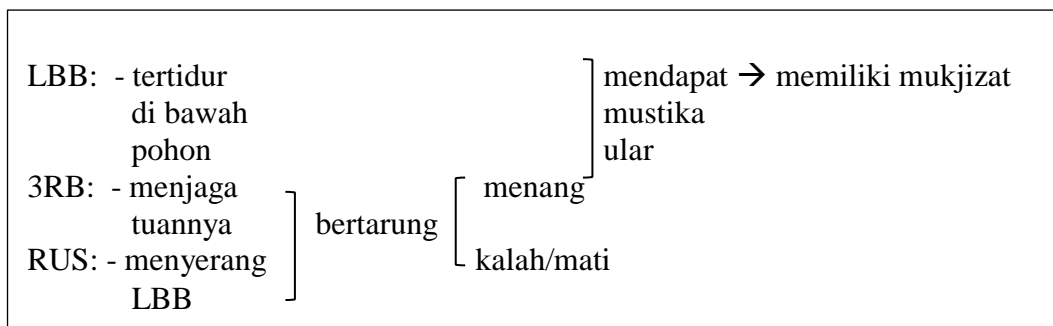 LBB: - tertidur mendapat → memiliki mukjizat
di bawah mustika
pohon ular
3RB: - menjaga menang
tuannya bertarung
RUS: - menyerang kalah/mati
LBB